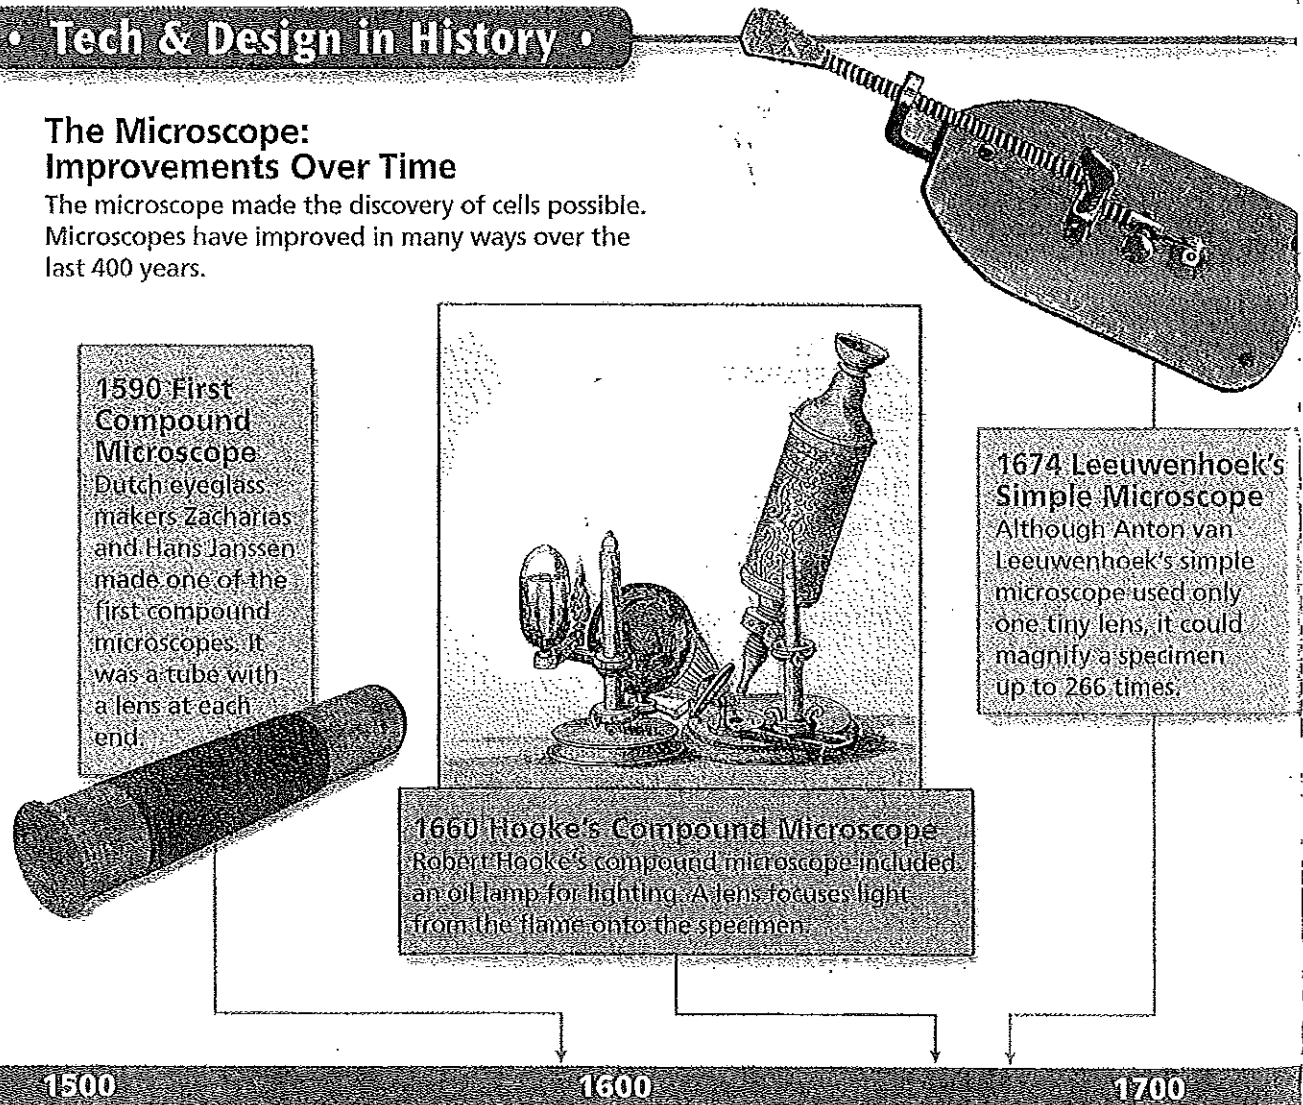 • Tech & Design in History •
The Microscope:
Improvements Over Time
The microscope made the discovery of cells possible.
Microscopes have improved in many ways over the
last 400 years.
1590 First
Compound
Microscope
Dutch eyeglass
makers Zacharias
and Hans Janssen
made one of the
first compound
microscopes. It
was a tube with
a lens at each
end.
1660 Hooke's Compound Microscope
Robert Hooke's compound microscope included
an oil lamp for lighting. A lens focuses light
from the flame onto the specimen.
1674 Leeuwenhoek's
Simple Microscope
Although Anton van
Leeuwenhoek's simple
microscope used only
one tiny lens, it could
magnify a specimen
up to 266 times.
1500
1600
1700